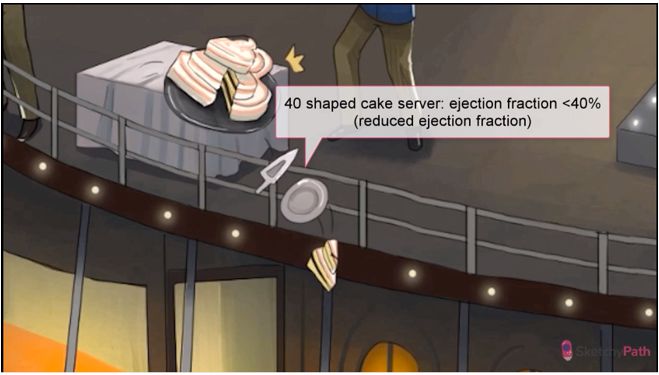 40 shaped cake server: ejection fraction <40%
(reduced ejection fraction)
SketchyPath